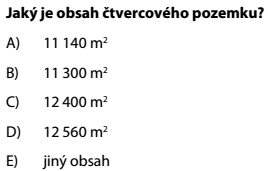 Jaký je obsah čtvercového pozemku?
A) 11 140 m²
B) 11 300 m²
C) 12 400 m²
D) 12 560 m²
E) jiný obsah